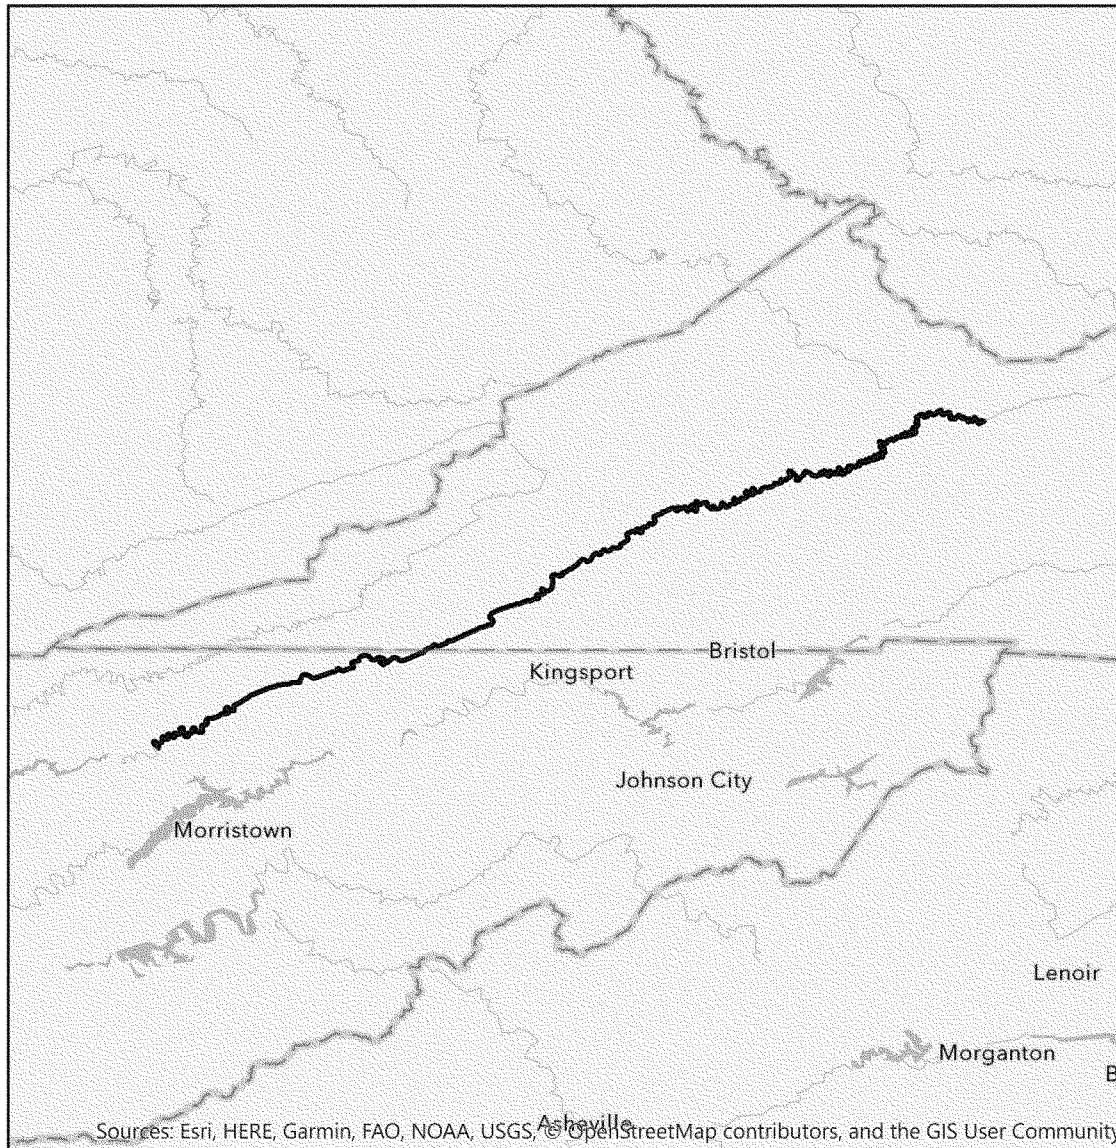 Bristol
Kingsport
Johnson City
Morristown
Lenoir
Morganton
B
Asheville
Sources: Esri, HERE, Garmin, FAO, NOAA, USGS, © OpenStreetMap contributors, and the GIS User Community